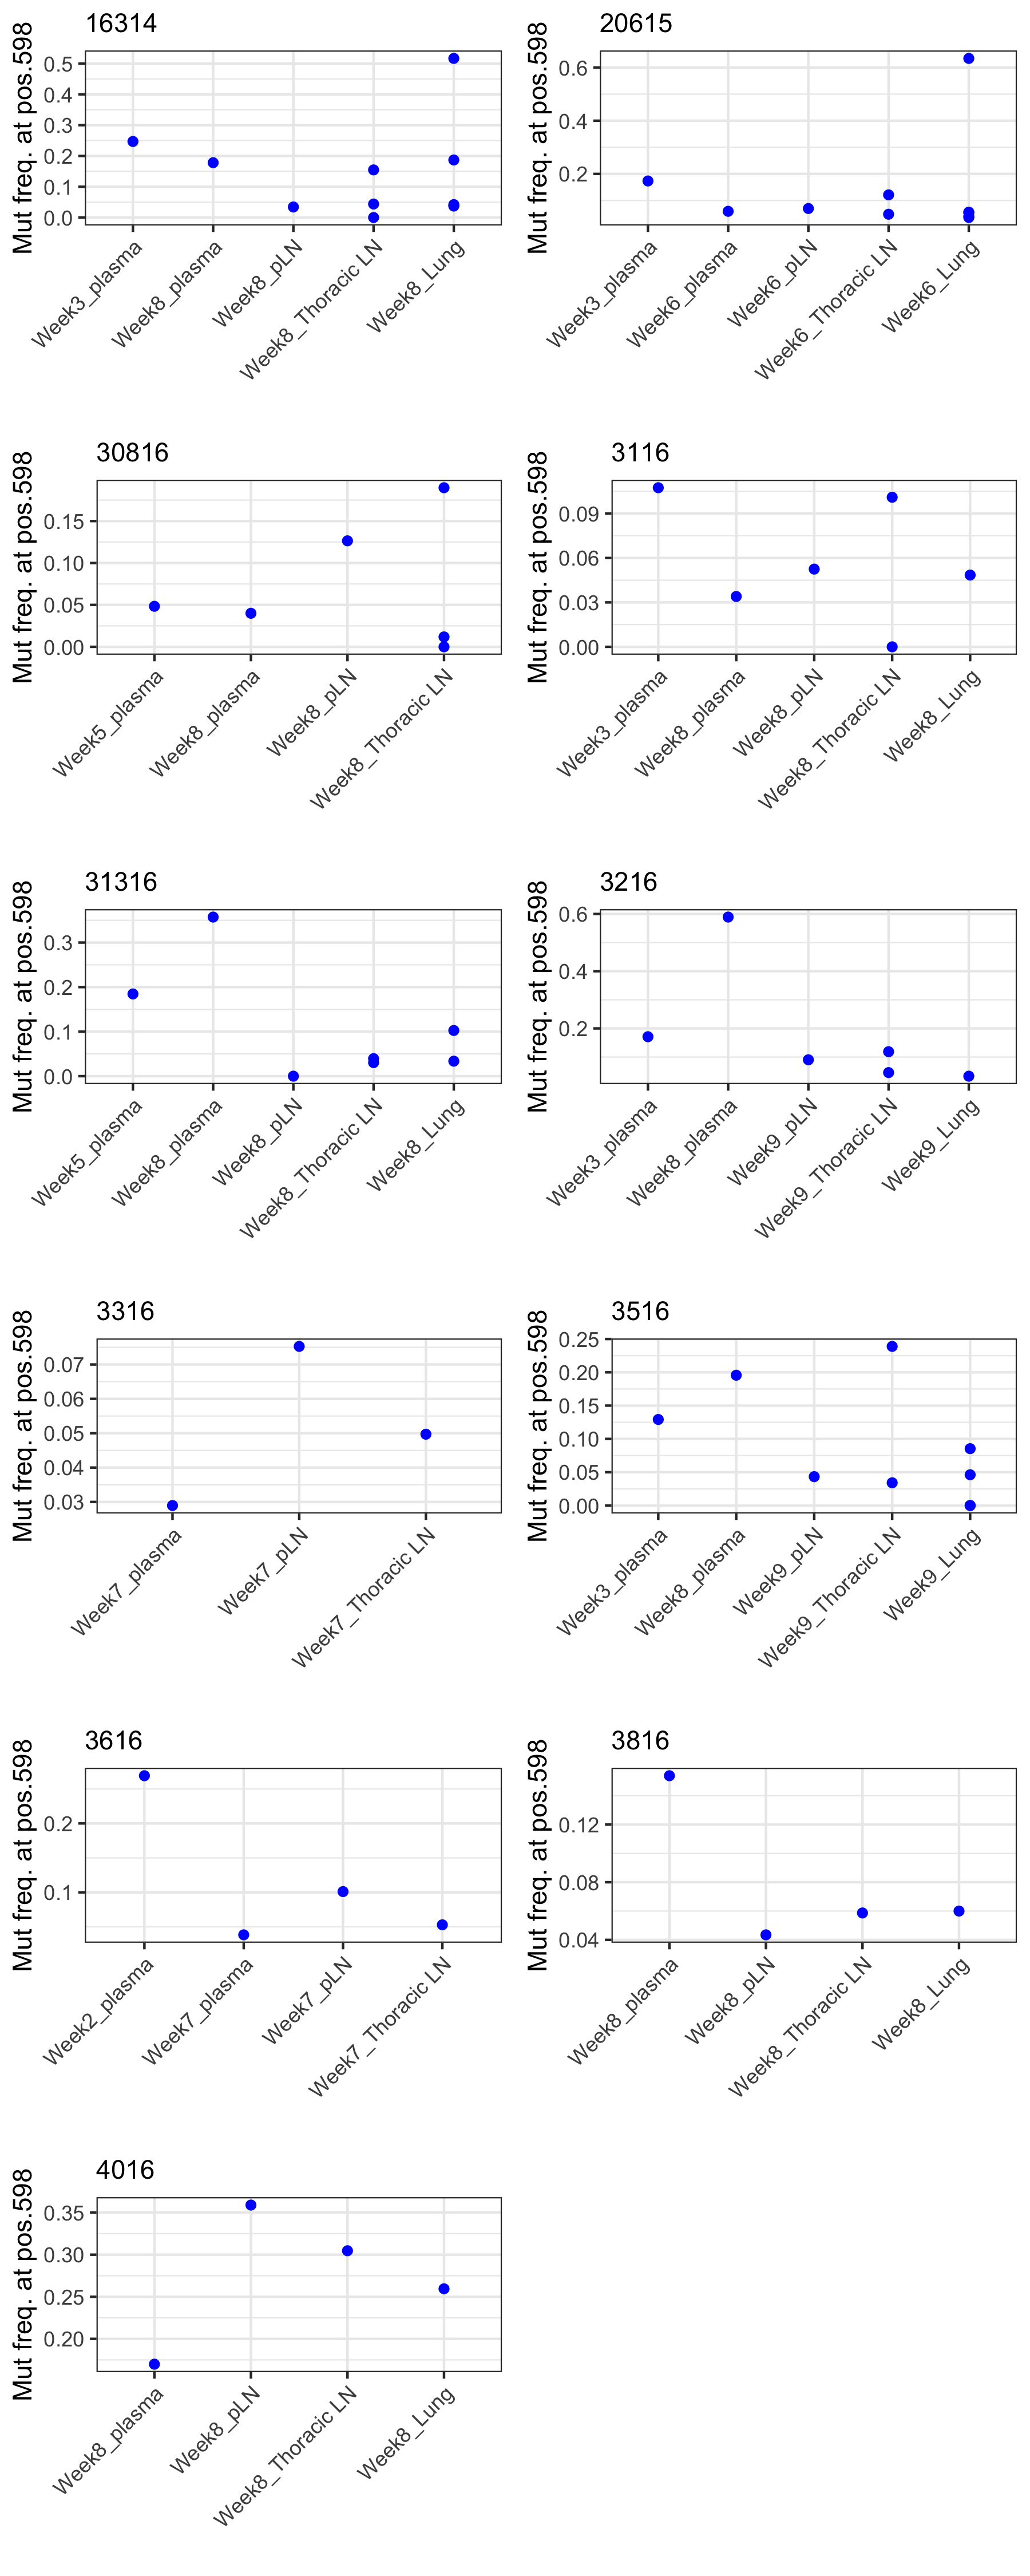 16314
Mut freq. at pos.598
0.5
0.4
0.3
0.2
0.1
0.0
Week3_plasma
Week8_plasma
Week8_pLN
Week8_Thoracic LN
Week8_Lung
20615
Mut freq. at pos.598
0.6
0.4
0.2
Week3_plasma
Week6_plasma
Week6_pLN
Week6_Thoracic LN
Week6_Lung
30816
Mut freq. at pos.598
0.15
0.10
0.05
0.00
Week5_plasma
Week8_plasma
Week8_pLN
Week8_Thoracic LN
3116
Mut freq. at pos.598
0.09
0.06
0.03
0.00
Week3_plasma
Week8_plasma
Week8_pLN
Week8_Thoracic LN
Week8_Lung
31316
Mut freq. at pos.598
0.3
0.2
0.1
0.0
Week5_plasma
Week8_plasma
Week8_pLN
Week8_Thoracic LN
Week8_Lung
3216
Mut freq. at pos.598
0.6
0.4
0.2
Week3_plasma
Week8_plasma
Week9_pLN
Week9_Thoracic LN
Week9_Lung
3316
Mut freq. at pos.598
0.07
0.06
0.05
0.04
0.03
Week7_plasma
Week7_pLN
Week7_Thoracic LN
3516
Mut freq. at pos.598
0.25
0.20
0.15
0.10
0.05
0.00
Week3_plasma
Week8_plasma
Week9_pLN
Week9_Thoracic LN
Week9_Lung
3616
Mut freq. at pos.598
0.2
0.1
Week2_plasma
Week7_plasma
Week7_pLN
Week7_Thoracic LN
3816
Mut freq. at pos.598
0.12
0.08
0.04
Week8_plasma
Week8_pLN
Week8_Thoracic LN
Week8_Lung
4016
Mut freq. at pos.598
0.35
0.30
0.25
0.20
Week8_plasma
Week8_pLN
Week8_Thoracic LN
Week8_Lung